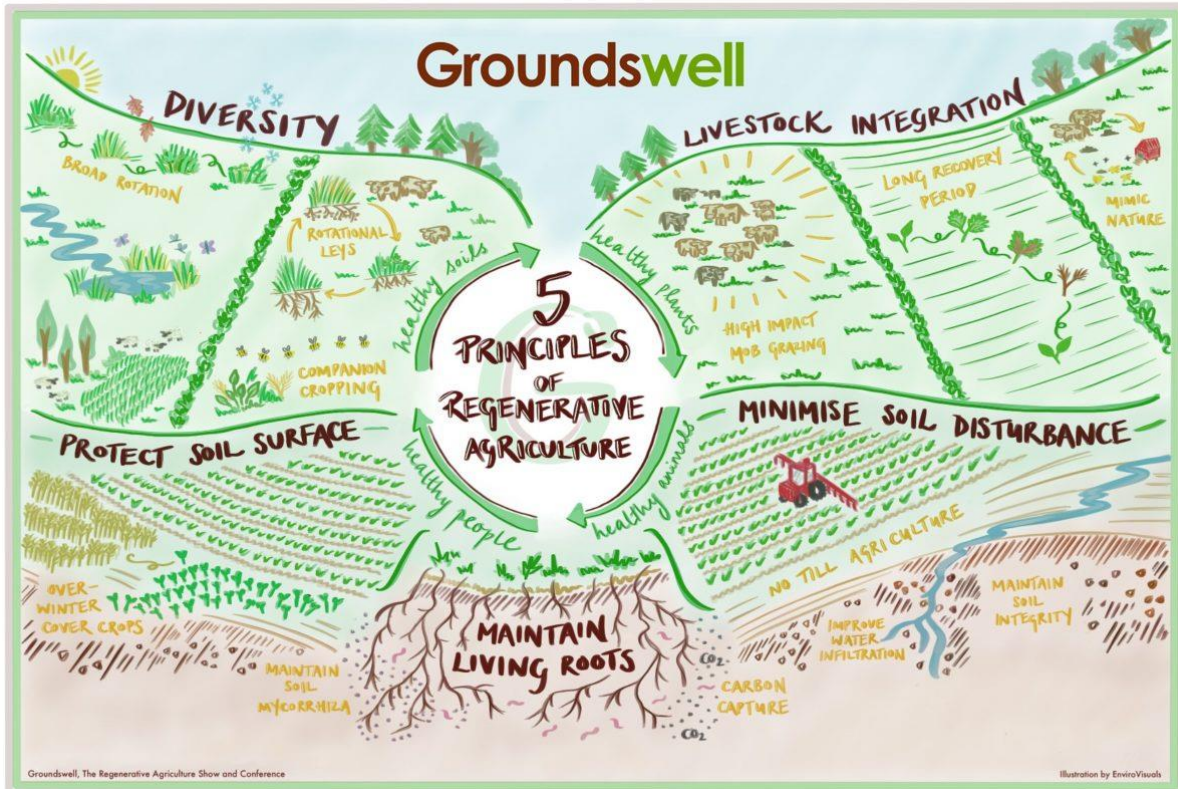 Groundswell
DIVERSITY
BROAD ROTATION
ROTATIONAL
LEYS
COMPANION
CROPPING
LIVESTOCK INTEGRATION
HIGH IMPACT
MOB GRAZING
LONG RECOVERY
PERIOD
MIMIC
NATURE
5
PRINCIPLES
OF
REGENERATIVE
AGRICULTURE
healthy soils
healthy plants
healthy animals
healthy people
PROTECT SOIL SURFACE
OVER-
WINTER
COVER CROPS
MAINTAIN
SOIL
MYCORRHIZA
MAINTAIN
LIVING ROOTS
CO2
CARBON
CAPTURE
CO2
MINIMISE SOIL DISTURBANCE
NO TILL AGRICULTURE
IMPROVE
WATER
INFILTRATION
MAINTAIN
SOIL
INTEGRITY
Groundswell, The Regenerative Agriculture Show and Conference
Illustration by EnviroVisuals